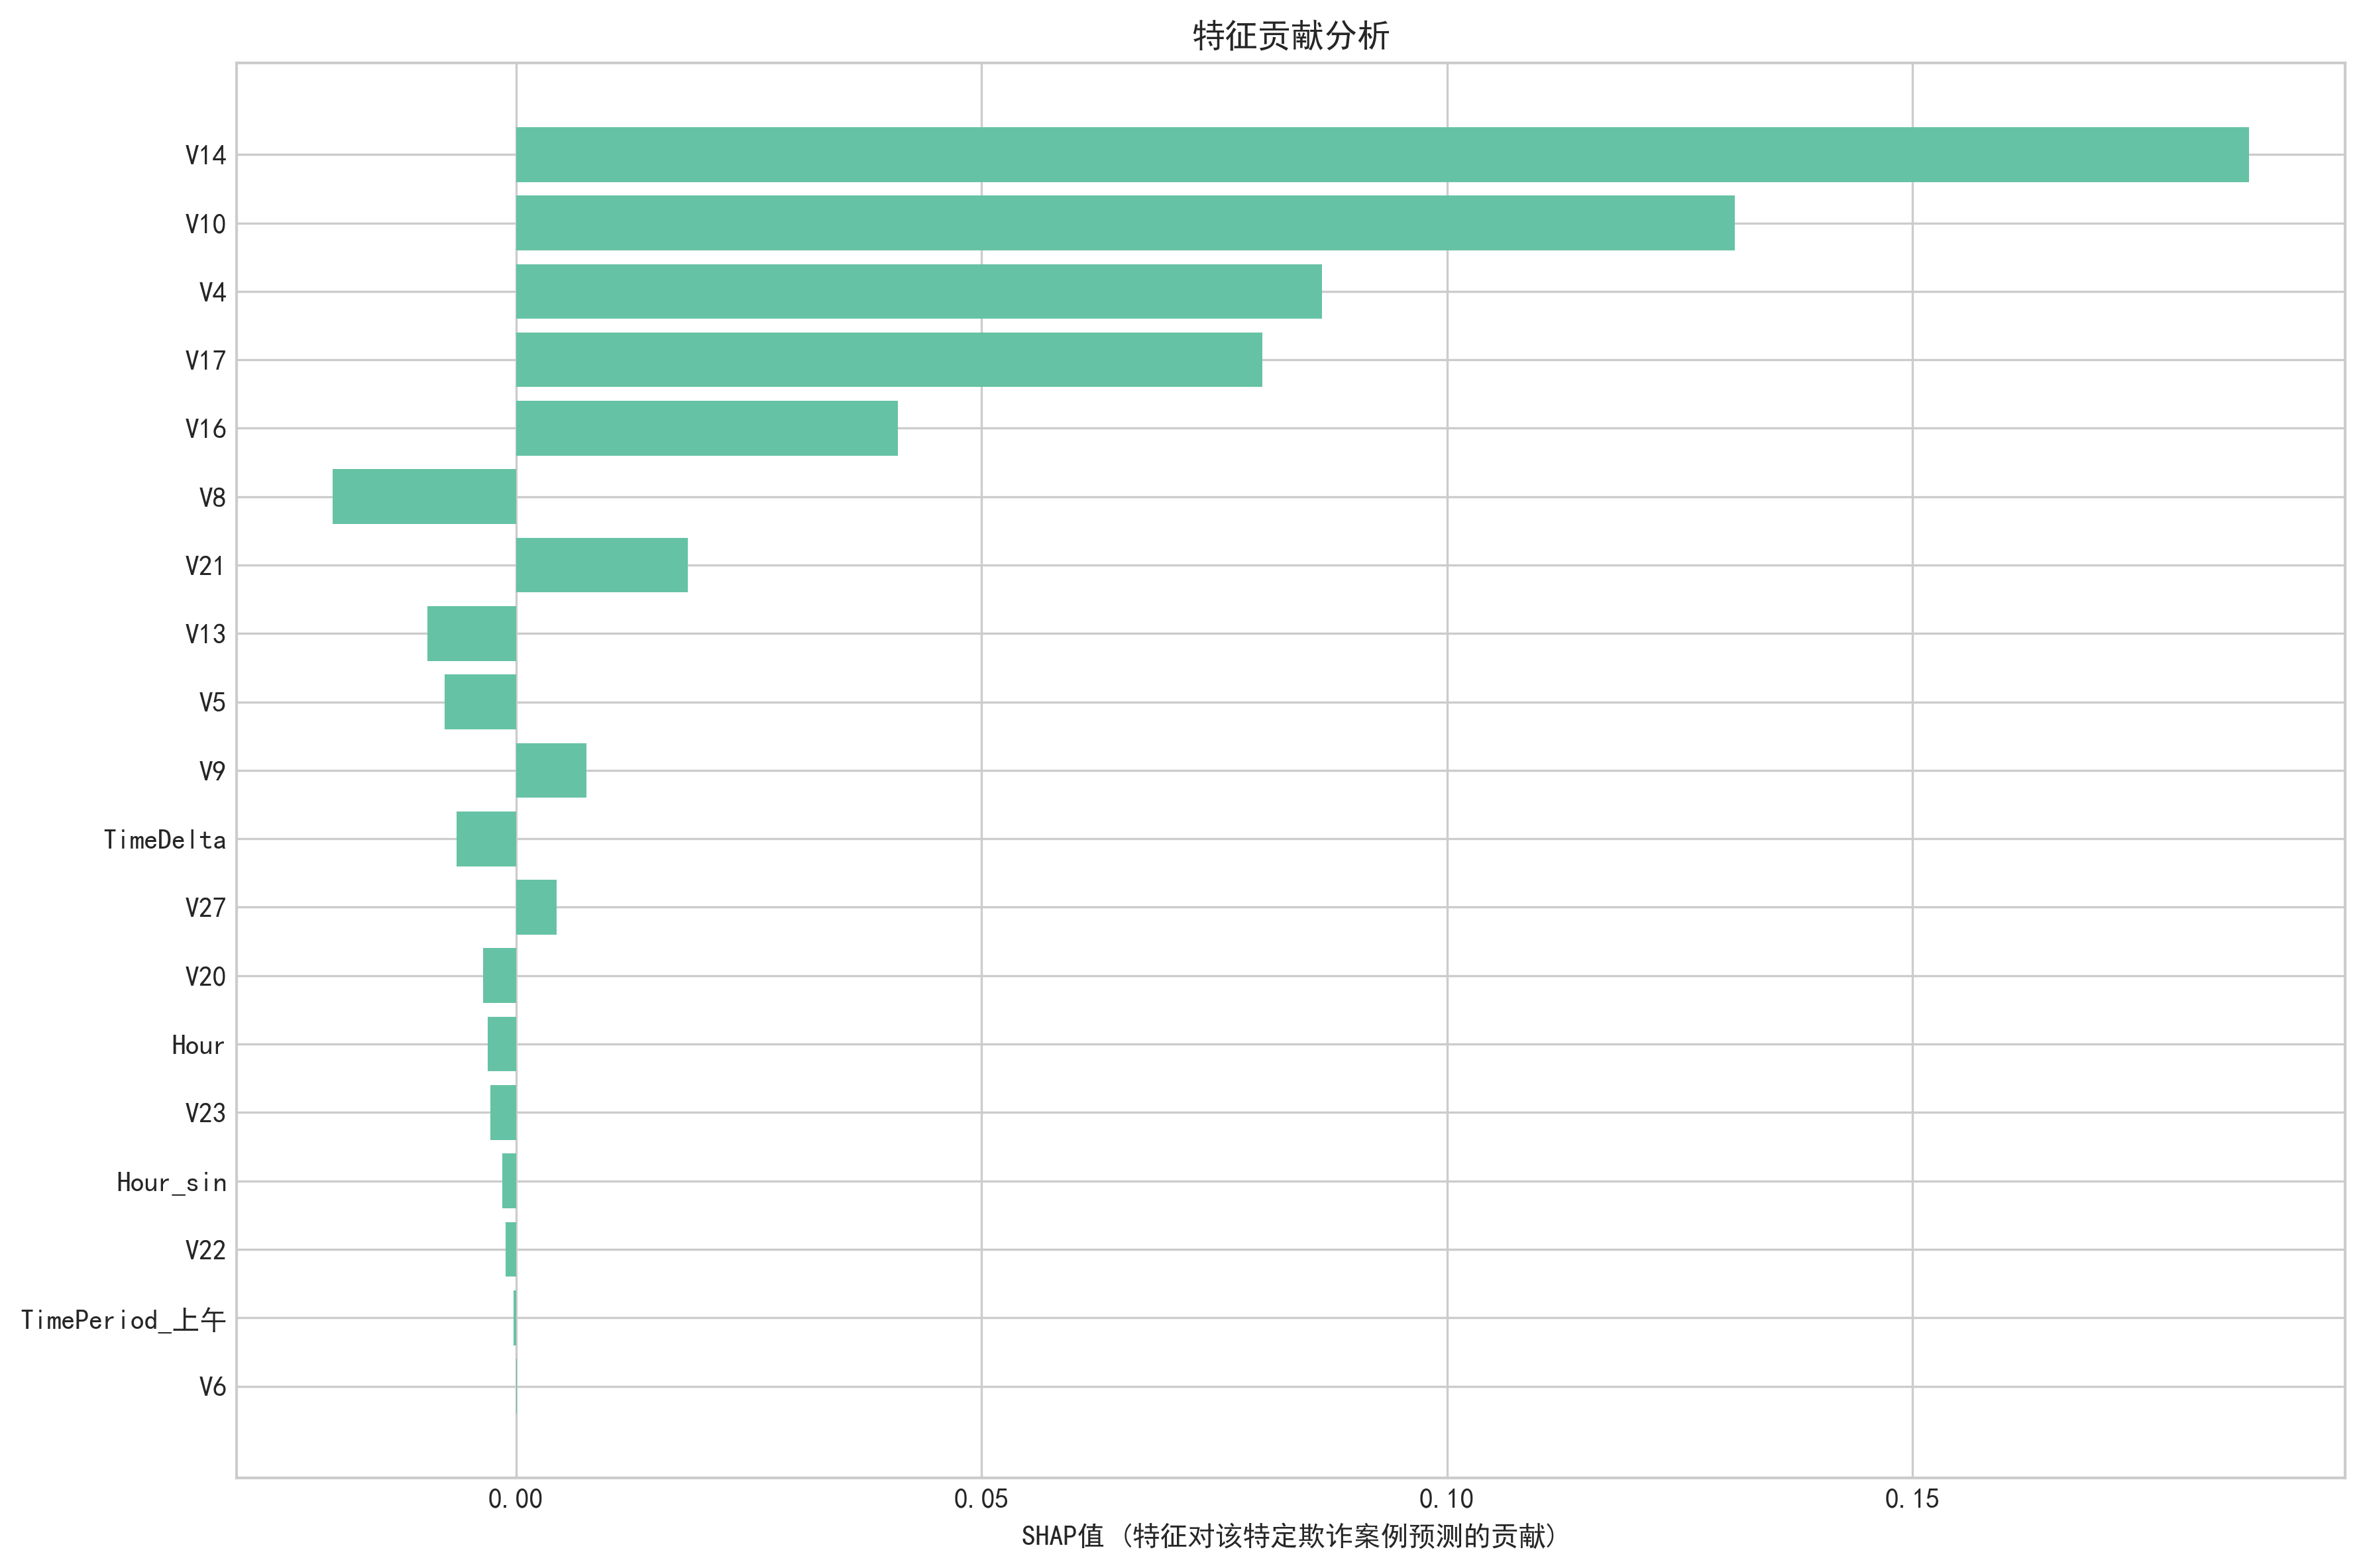 特征贡献分析
V14
V10
V4
V17
V16
V8
V21
V13
V5
V9
TimeDelta
V27
V20
Hour
V23
Hour_sin
V22
TimePeriod_上午
V6
0.00 0.05 0.10 0.15
SHAP值 (特征对该特定欺诈案例预测的贡献)